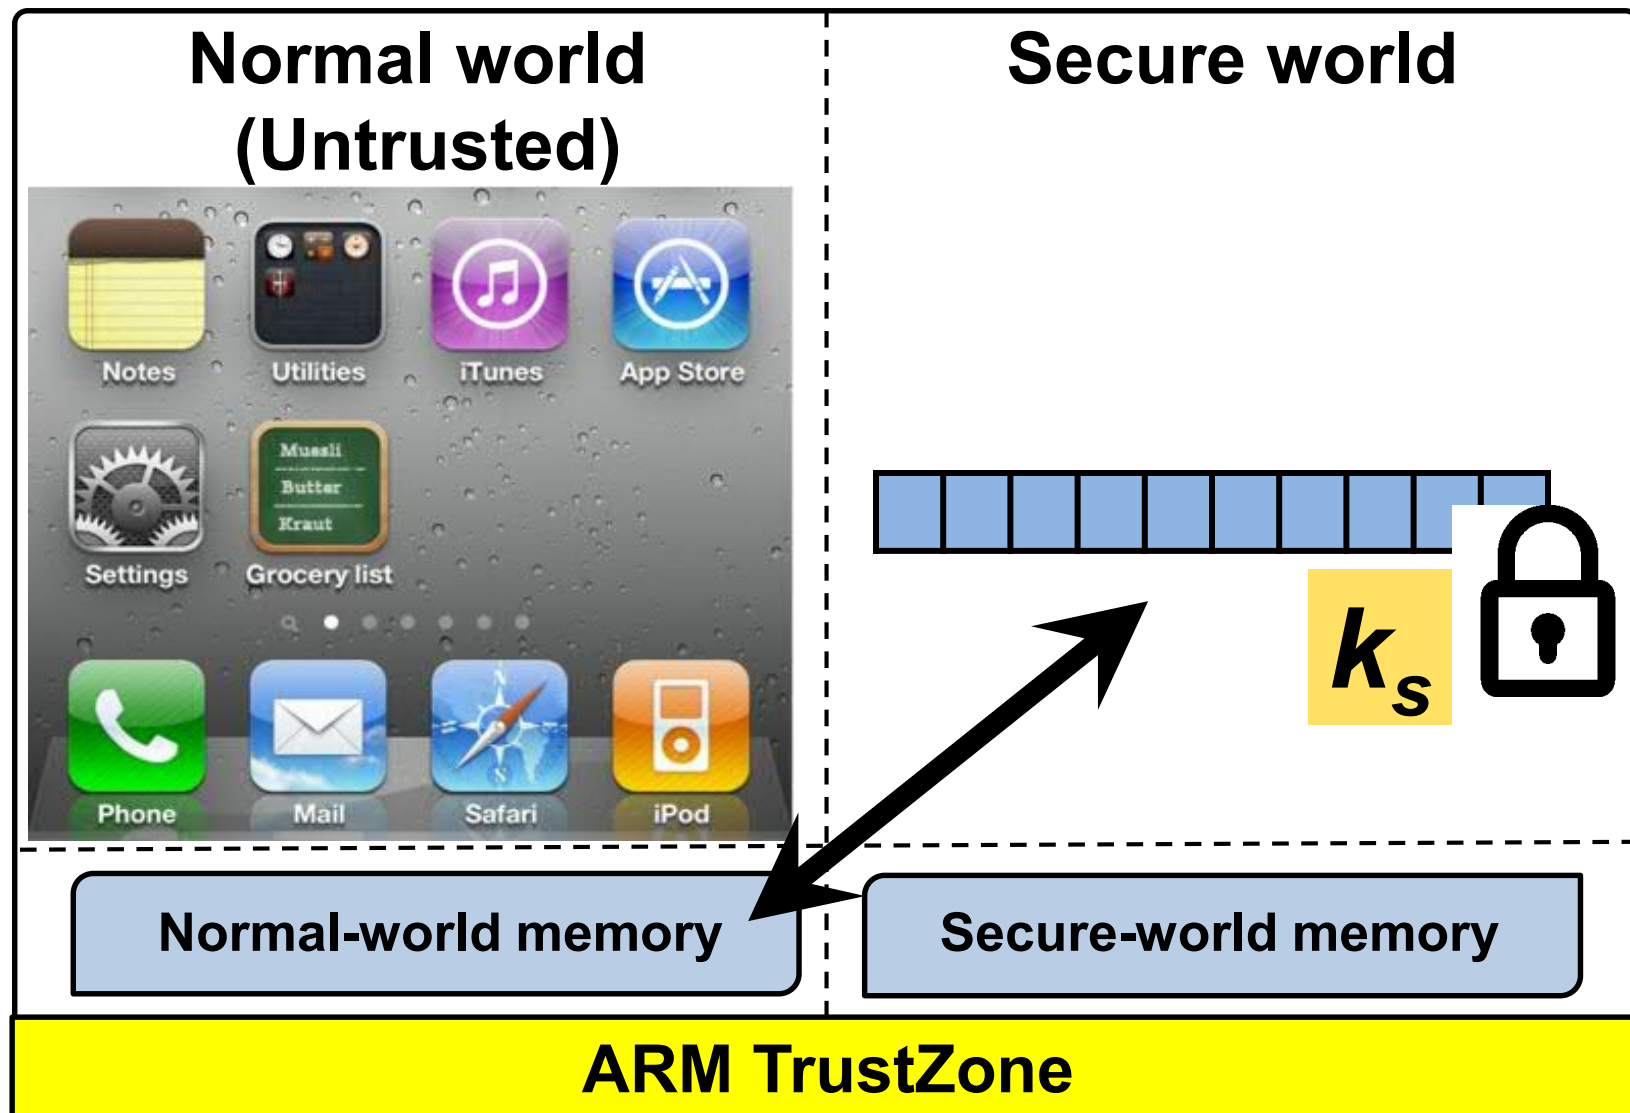 Normal world
(Untrusted)
Secure world
Notes
Utilities
iTunes
App Store
Muesli
Butter
Kraut
Settings
Grocery list
ks
N
S
Phone
Mail
Safari
iPod
Normal-world memory
Secure-world memory
ARM TrustZone